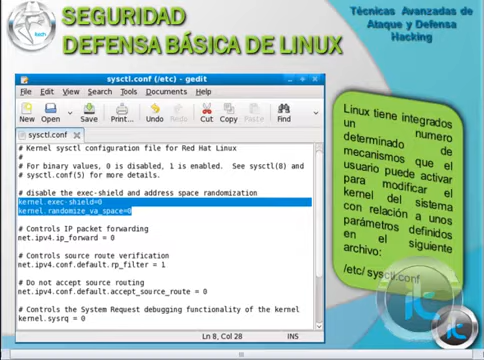 SEGURIDAD
DEFENSA BÁSICA DE LINUX
Técnicas Avanzadas de
Ataque y Defensa
Hacking
sysctl.conf (/etc) - gedit
File Edit View Search Tools Documents Help
New Open Save Print... Undo Redo Cut Copy Paste Find
sysctl.conf
# Kernel sysctl configuration file for Red Hat Linux
#
# For binary values, 0 is disabled, 1 is enabled. See sysctl(8) and
# sysctl.conf(5) for more details.
# disable the exec-shield and address space randomization
kernel.exec-shield=0
kernel.randomize_va_space=0
# Controls IP packet forwarding
net.ipv4.ip_forward = 0
# Controls source route verification
net.ipv4.conf.default.rp_filter = 1
# Do not accept source routing
net.ipv4.conf.default.accept_source_route = 0
# Controls the System Request debugging functionality of the kernel
kernel.sysrq = 0
Ln 8, Col 28 INS
Linux tiene integrados
un numero
determinado de
mecanismos que el
usuario puede activar
para modificar el
kernel del sistema
con relación a unos
parámetros definidos
en el siguiente
archivo:
/etc/ sysctl.conf